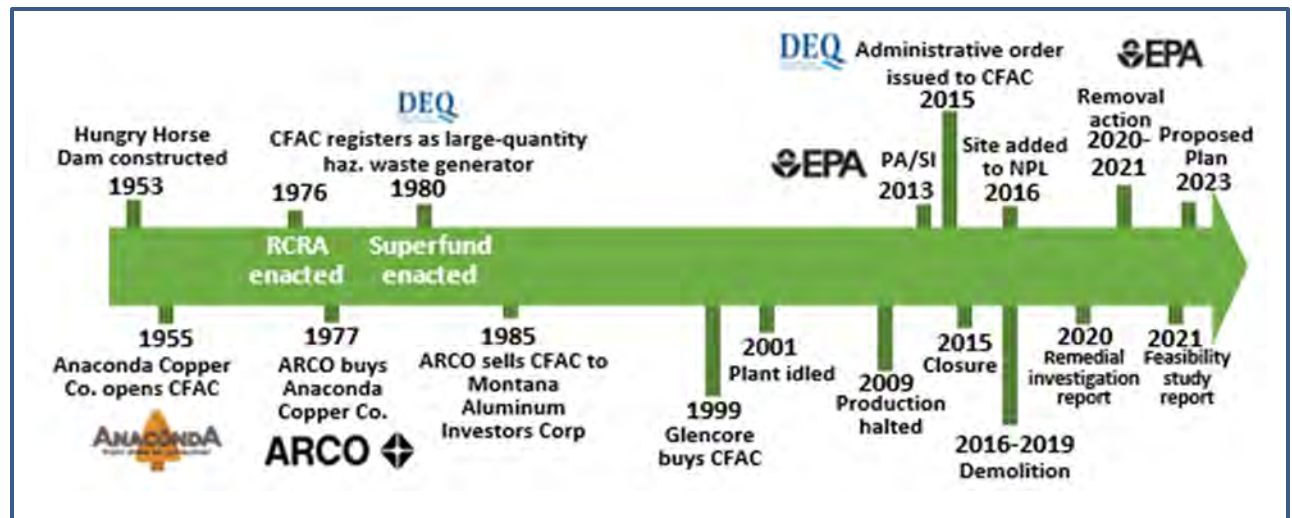 Hungry Horse
Dam constructed
1953
1976
DEQ
CFAC registers as large-quantity
haz. waste generator
1980
EPA
PA/SI
2013
DEQ
Administrative order
issued to CFAC
2015
Site added
to NPL
2016
EPA
Removal
action
2020-
2021
Proposed
Plan
2023
RCRA
enacted
Superfund
enacted
1955
Anaconda Copper
Co. opens CFAC
ANACONDA
1977
ARCO buys
Anaconda
Copper Co.
ARCO
1985
ARCO sells CFAC to
Montana
Aluminum
Investors Corp
1999
Glencore
buys CFAC
2001
Plant idled
2009
Production
halted
2015
Closure
2016-2019
Demolition
2020
Remedial
investigation
report
2021
Feasibility
study
report